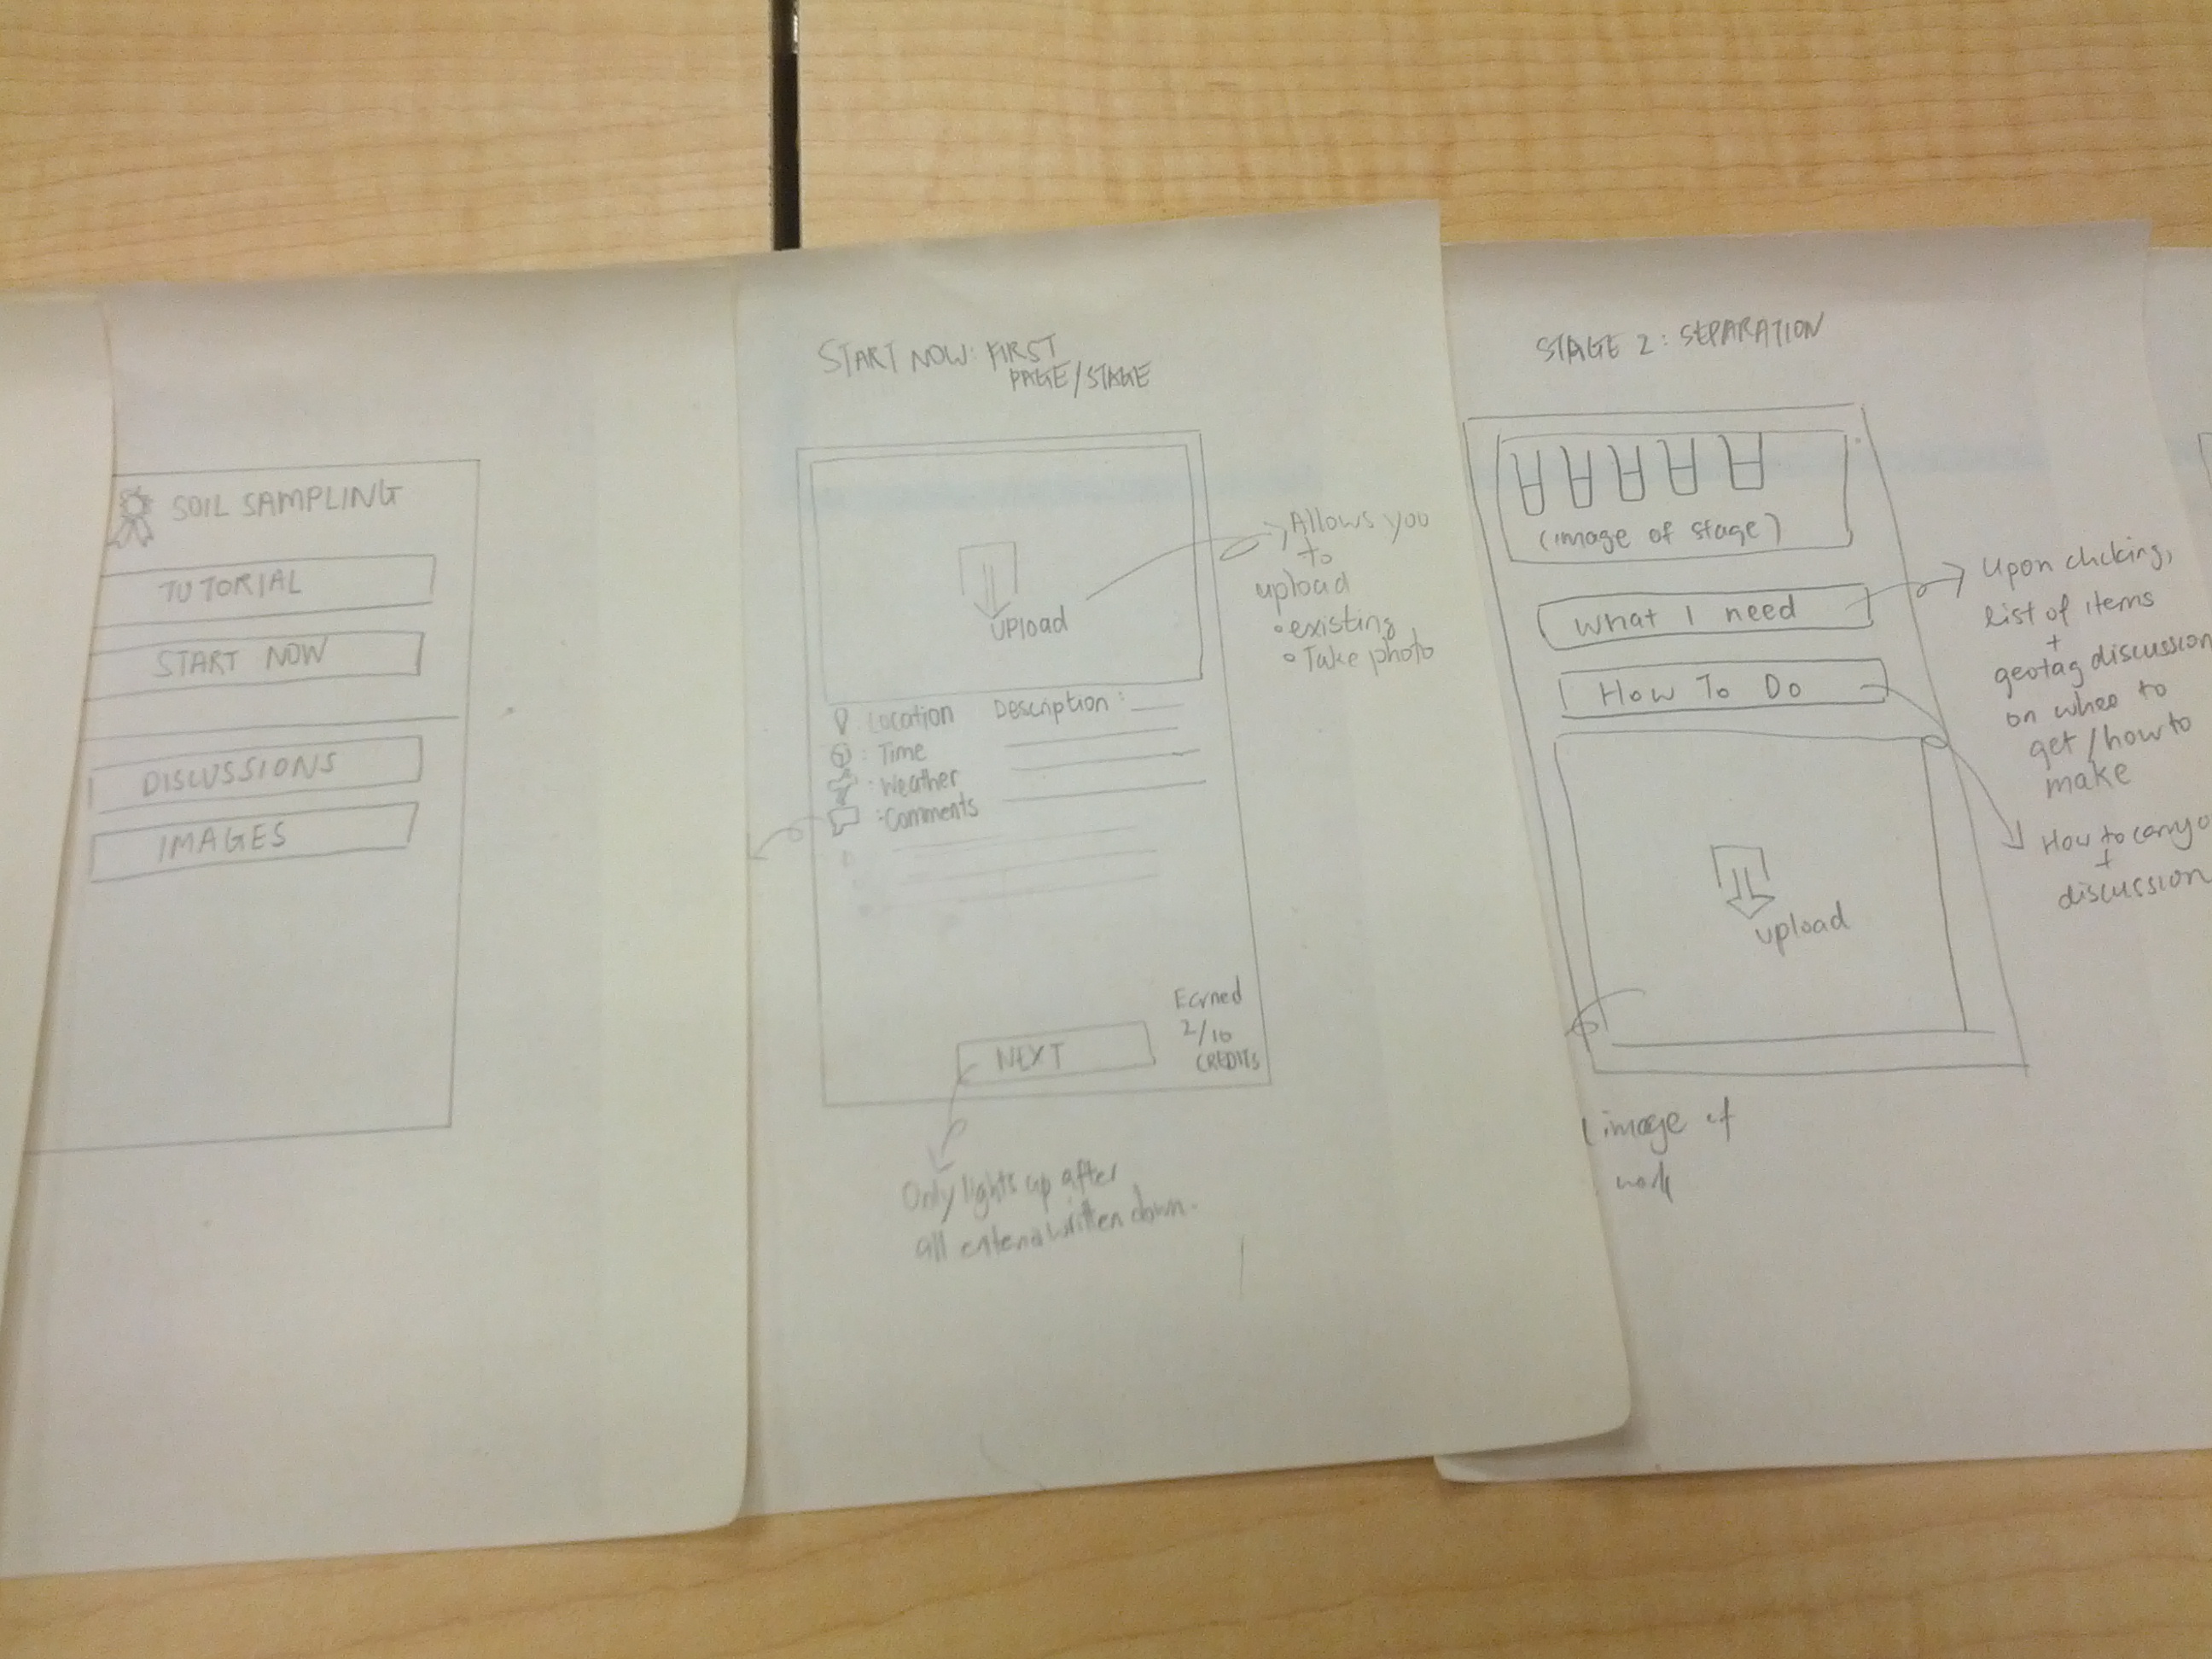 SOIL SAMPLING
TUTORIAL
START NOW
DISCUSSIONS
IMAGES
START NOW: FIRST
PAGE/STAGE
UPload
Allows you
to
upload
• existing
• Take photo
Location
: Time
: Weather
: Comments
Description :
NEXT
Earned
2/10
CREDITS
Only lights up after
all written down.
STAGE 2: SEPARATION
(image of stage)
What I need
How To Do
upload
Upon clicking,
list of items
+
geotag discussion
on wheo to
get / how to
make
How to carry o
+
discussion
(image of
work